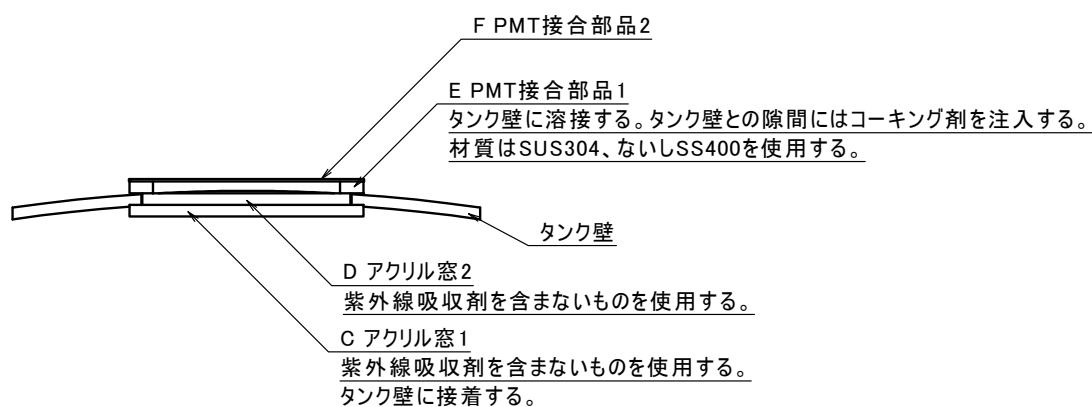 F PMT接合部品2
E PMT接合部品1
タンク壁に溶接する。タンク壁との隙間にはコーキング剤を注入する。
材質はSUS304、ないしSS400を使用する。
タンク壁
D アクリル窓2
紫外線吸収剤を含まないものを使用する。
C アクリル窓1
紫外線吸収剤を含まないものを使用する。
タンク壁に接着する。